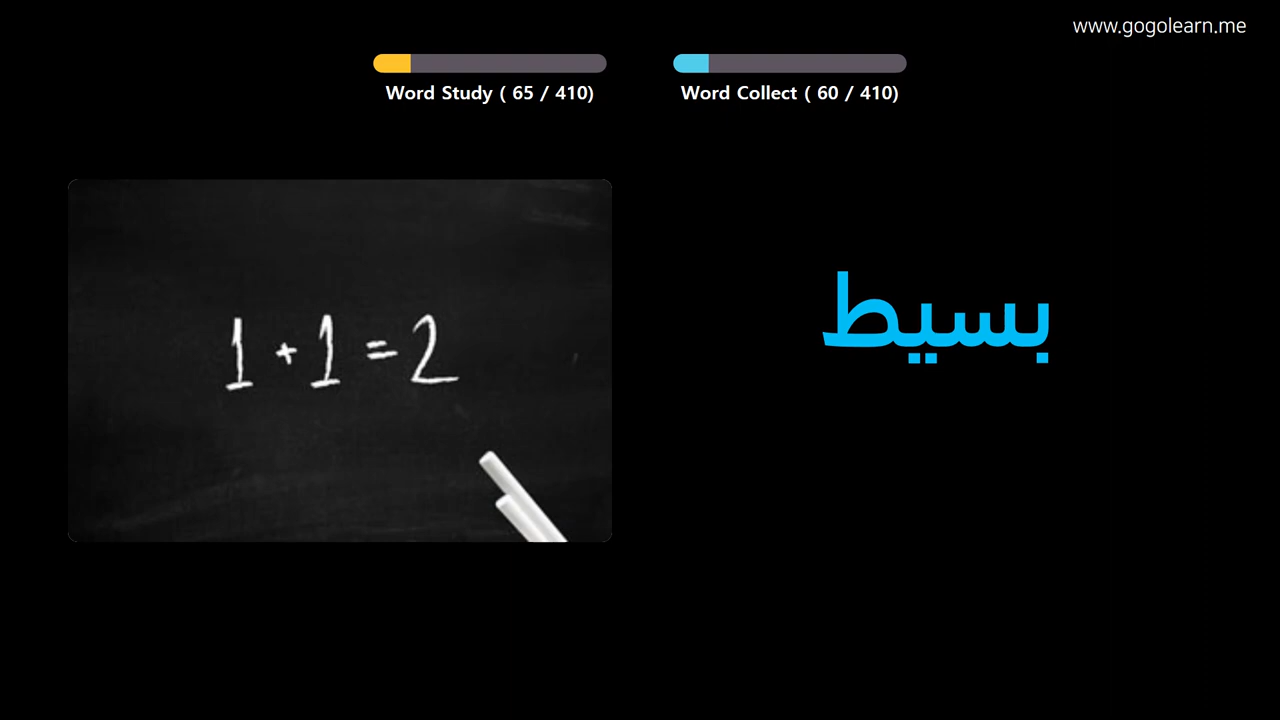 www.gogolearn.me
Word Study ( 65 / 410)
Word Collect ( 60 / 410)
1 + 1 = 2
بسيط